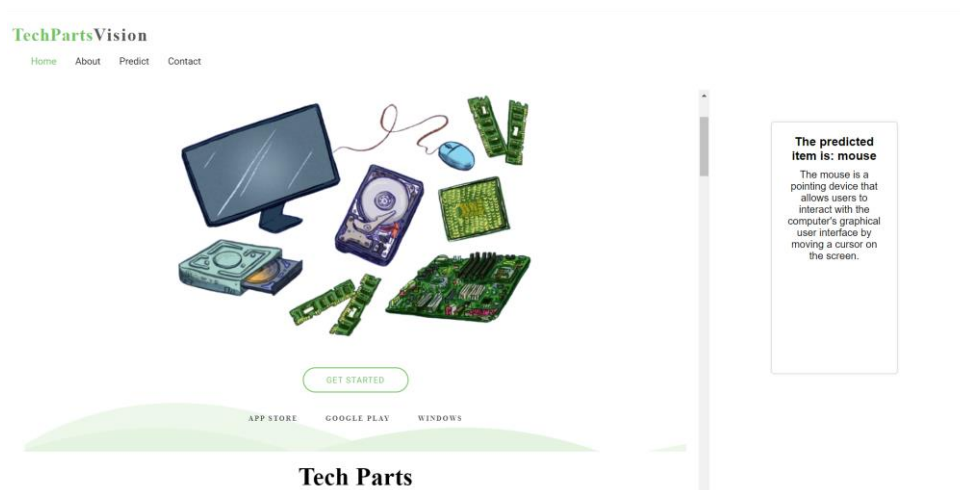 TechPartsVision
Home About Predict Contact
GET STARTED
APP STORE GOOGLE PLAY WINDOWS
Tech Parts
The predicted
item is: mouse
The mouse is a
pointing device that
allows users to
interact with the
computer's graphical
user interface by
moving a cursor on
the screen.